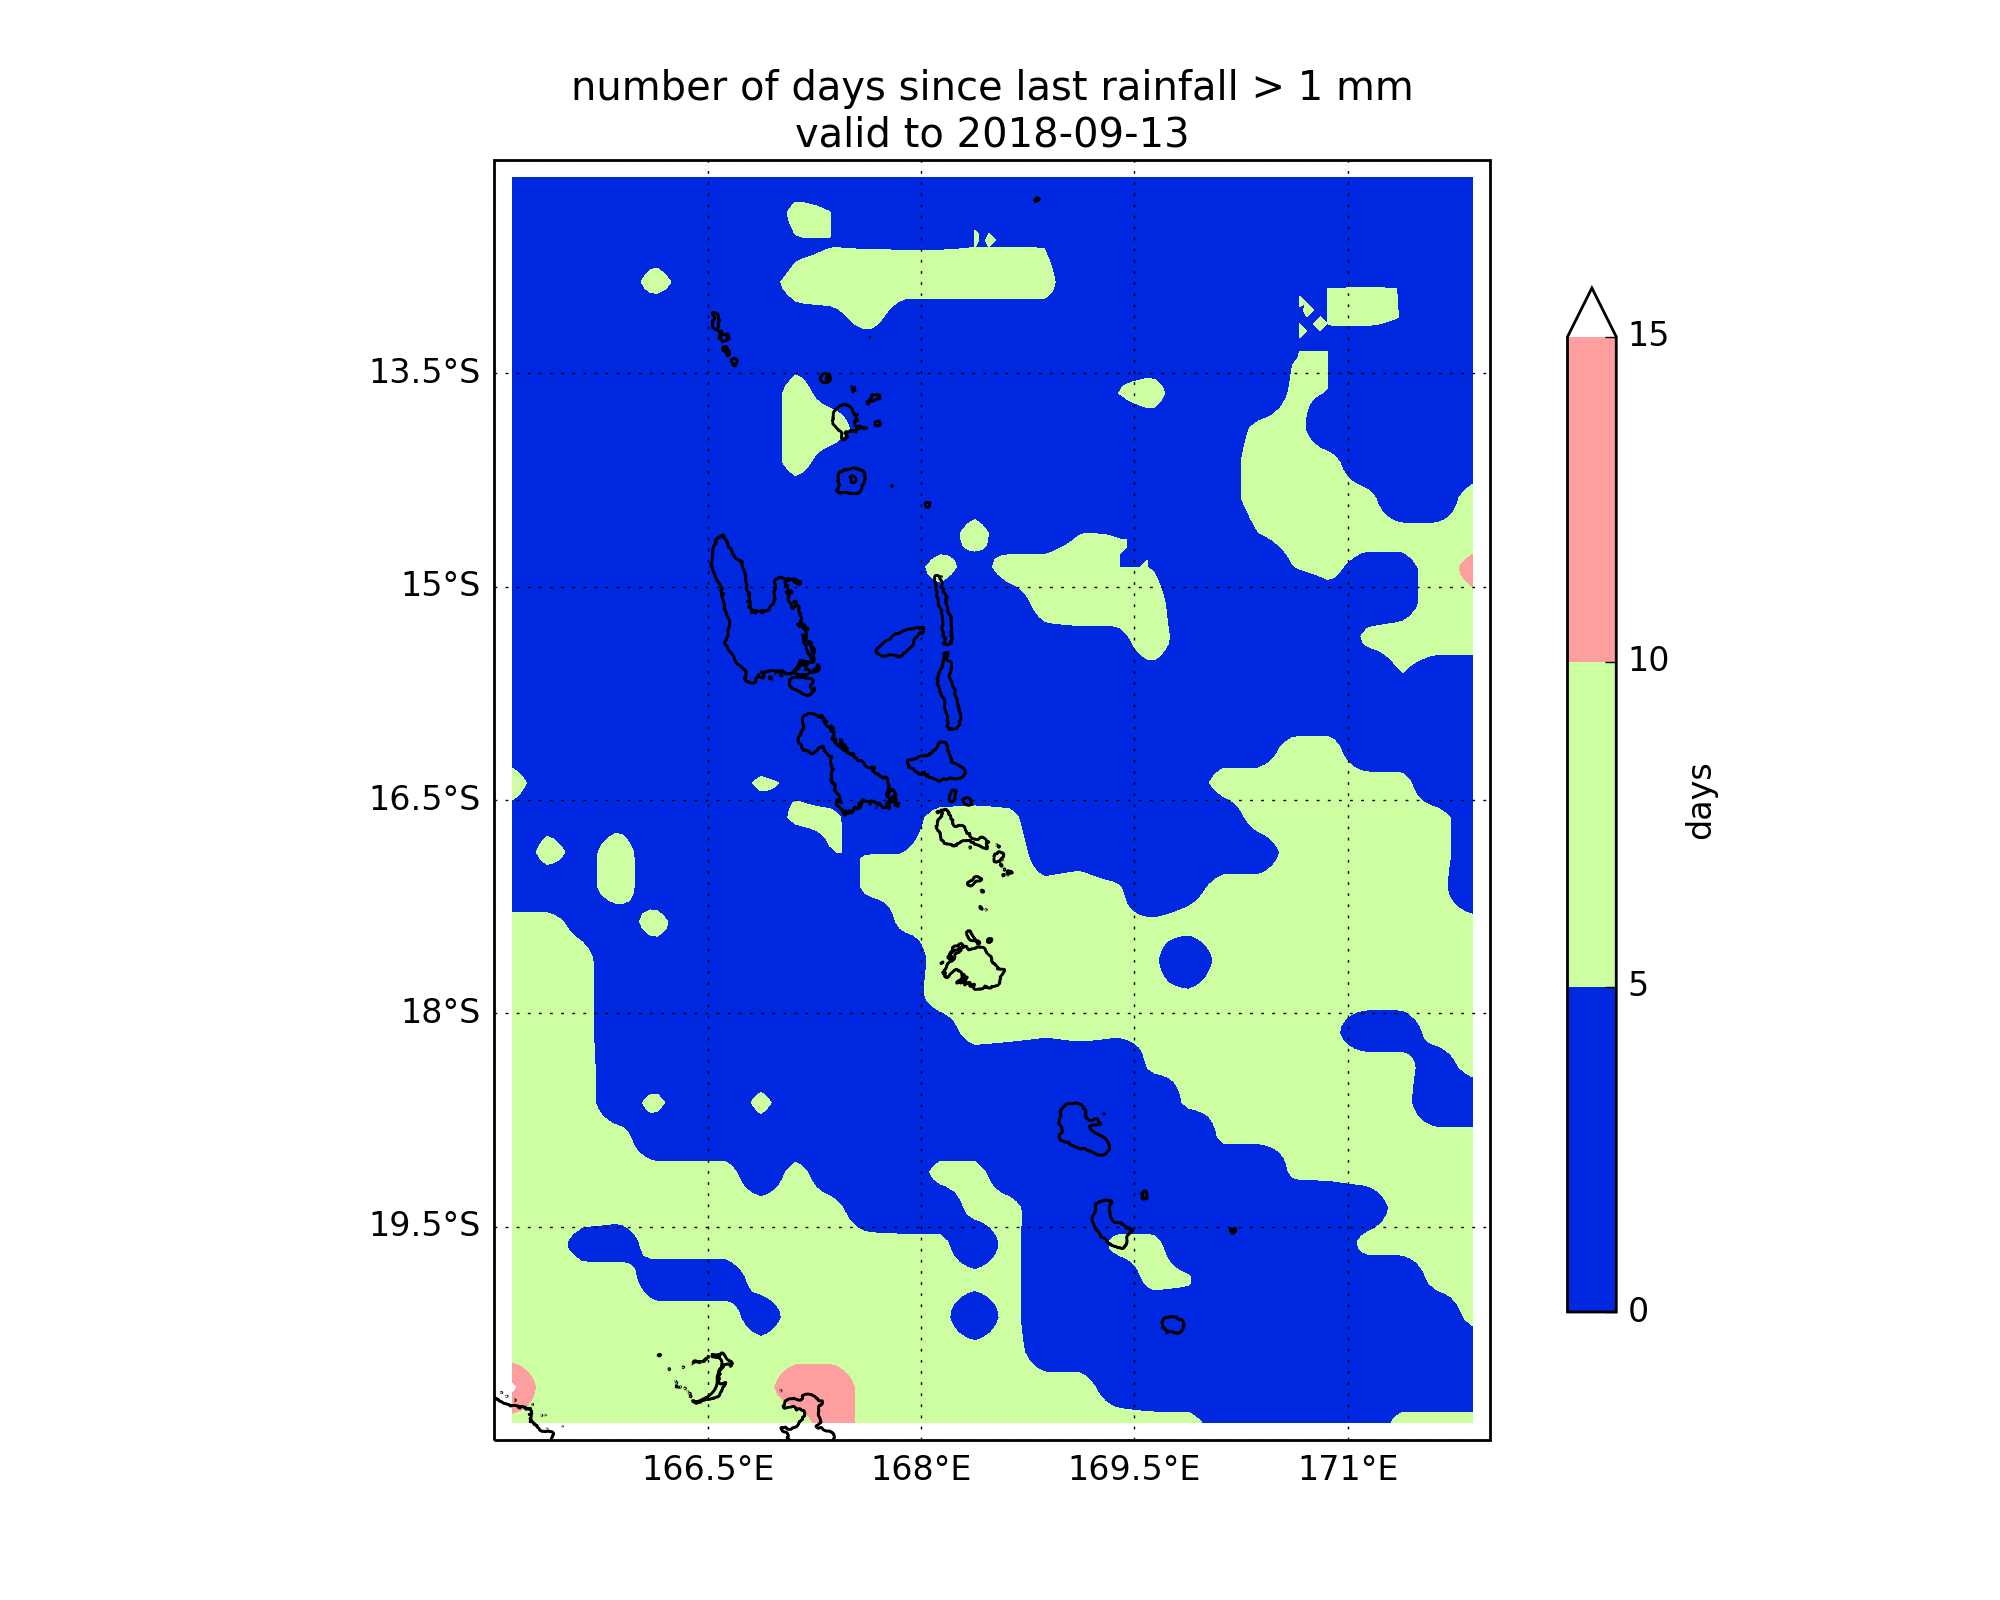 number of days since last rainfall > 1 mm
valid to 2018-09-13
13.5°S
15°S
16.5°S
18°S
19.5°S
166.5°E
168°E
169.5°E
171°E
15
10
5
0
days